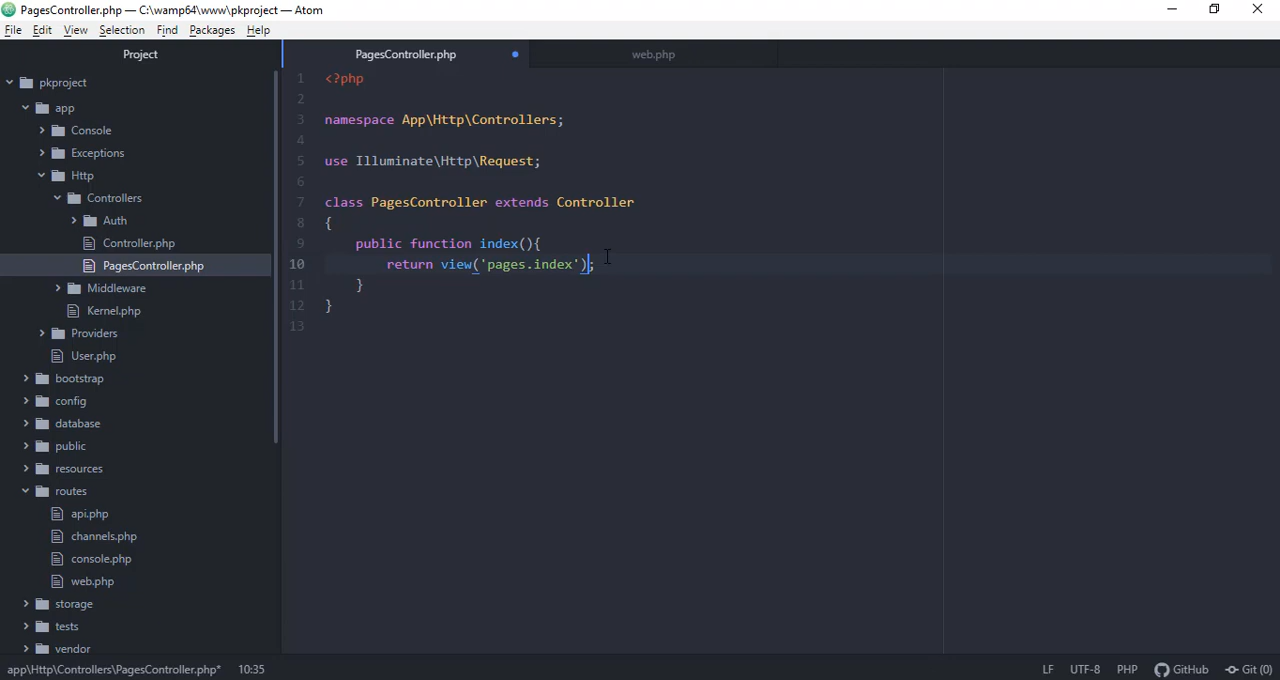 PagesController.php — C:\wamp64\www\pkproject — Atom
File Edit View Selection Find Packages Help
Project
PagesController.php
web.php
pkproject
app
Console
Exceptions
Http
Controllers
Auth
Controller.php
PagesController.php
Middleware
Kernel.php
Providers
User.php
bootstrap
config
database
public
resources
routes
api.php
channels.php
console.php
web.php
storage
tests
vendor
1 <?php
2
3 namespace App\Http\Controllers;
4
5 use Illuminate\Http\Request;
6
7 class PagesController extends Controller
8 {
9 public function index(){
10 return view('pages.index');
11 }
12 }
13
app\Http\Controllers\PagesController.php* 10:35 LF UTF-8 PHP GitHub Git (0)